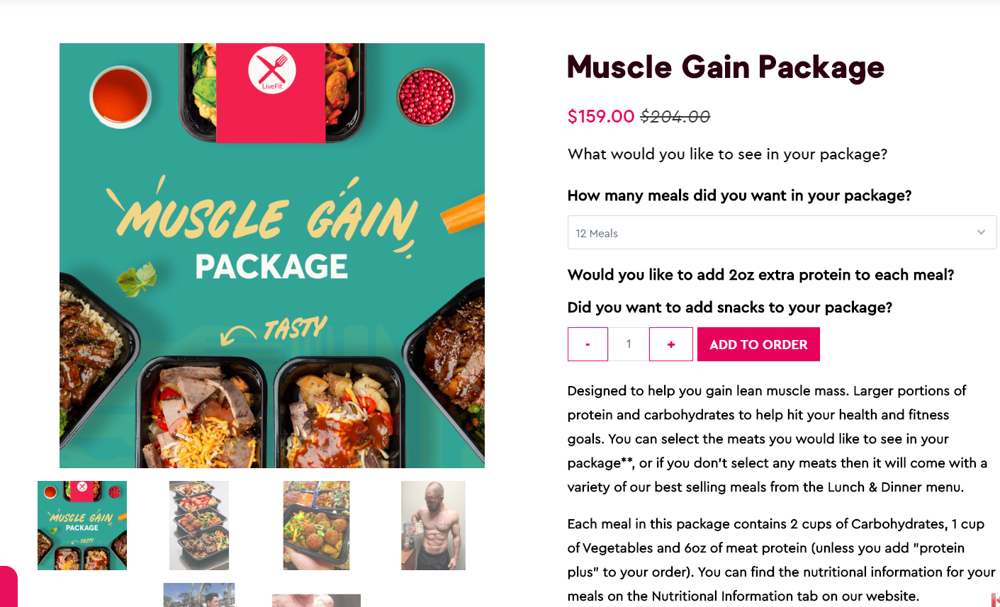 LiveFit
MUSCLE GAIN
PACKAGE
TASTY
MUSCLE GAIN
PACKAGE
TASTY
Muscle Gain Package
$159.00 $204.00
What would you like to see in your package?
How many meals did you want in your package?
12 Meals
Would you like to add 2oz extra protein to each meal?
Did you want to add snacks to your package?
- 1 + ADD TO ORDER
Designed to help you gain lean muscle mass. Larger portions of
protein and carbohydrates to help hit your health and fitness
goals. You can select the meats you would like to see in your
package**, or if you don't select any meats then it will come with a
variety of our best selling meals from the Lunch & Dinner menu.
Each meal in this package contains 2 cups of Carbohydrates, 1 cup
of Vegetables and 6oz of meat protein (unless you add "protein
plus" to your order). You can find the nutritional information for your
meals on the Nutritional Information tab on our website.